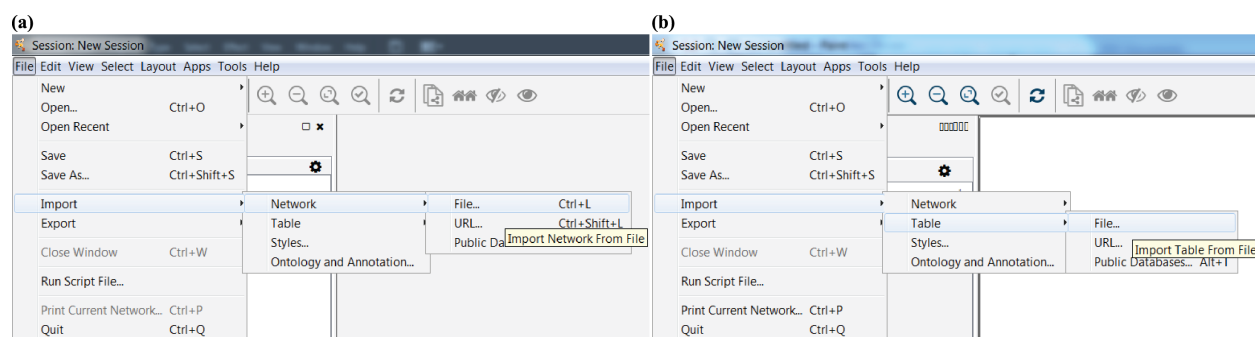 (a)
Session: New Session
File Edit View Select Layout Apps Tools Help
New
Open... Ctrl+O
Open Recent
Save Ctrl+S
Save As... Ctrl+Shift+S
Import
Export
Close Window Ctrl+W
Run Script File...
Print Current Network... Ctrl+P
Quit Ctrl+Q
Network
Table
Styles...
Ontology and Annotation...
File... Ctrl+L
URL... Ctrl+Shift+L
Public Da
Import Network From File
(b)
Session: New Session
File Edit View Select Layout Apps Tools Help
New
Open... Ctrl+O
Open Recent
Save Ctrl+S
Save As... Ctrl+Shift+S
Import
Export
Close Window Ctrl+W
Run Script File...
Print Current Network... Ctrl+P
Quit Ctrl+Q
Network
Table
Styles...
Ontology and Annotation...
File...
URL...
Import Table From File
Public Databases...